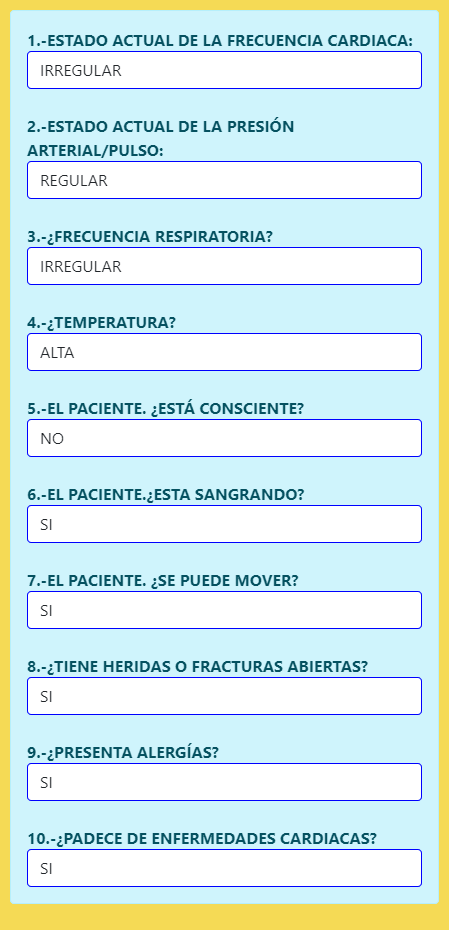 1.-ESTADO ACTUAL DE LA FRECUENCIA CARDIACA:
IRREGULAR
2.-ESTADO ACTUAL DE LA PRESIÓN
ARTERIAL/PULSO:
REGULAR
3.-¿FRECUENCIA RESPIRATORIA?
IRREGULAR
4.-¿TEMPERATURA?
ALTA
5.-EL PACIENTE. ¿ESTÁ CONSCIENTE?
NO
6.-EL PACIENTE.¿ESTA SANGRANDO?
SI
7.-EL PACIENTE. ¿SE PUEDE MOVER?
SI
8.-¿TIENE HERIDAS O FRACTURAS ABIERTAS?
SI
9.-¿PRESENTA ALERGÍAS?
SI
10.-¿PADECE DE ENFERMEDADES CARDIACAS?
SI